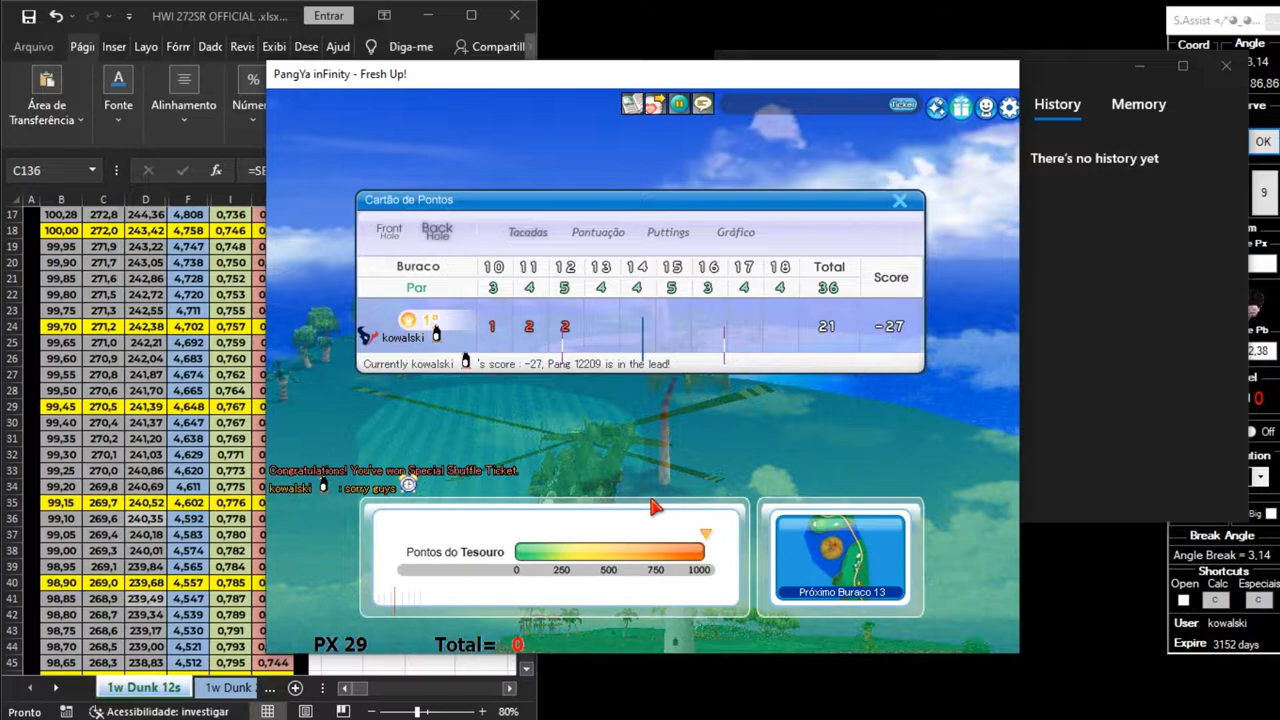 HWI 272SR OFFICIAL .xlsx...
Entrar
Arquivo Págii Inser Layo Fórm Dado Revis Exibi Dese Ajud Diga-me Compartill
Área de Transferência
Fonte
Alinhamento
Númer
C136
fx =SE
A B C D F I
17 100,28 272,8 244,36 4,808 0,736
18 100,00 272,0 243,42 4,758 0,746
19 99,95 271,9 243,22 4,747 0,748
20 99,90 271,7 243,05 4,738 0,750
21 99,85 271,6 242,86 4,728 0,752
22 99,80 271,5 242,72 4,720 0,753
23 99,75 271,3 242,55 4,711 0,755
24 99,70 271,2 242,38 4,702 0,757
25 99,65 271,1 242,21 4,692 0,759
26 99,60 270,9 242,04 4,683 0,760
27 99,55 270,8 241,87 4,674 0,762
28 99,50 270,6 241,70 4,665 0,764
29 99,45 270,5 241,39 4,648 0,767
30 99,40 270,4 241,37 4,647 0,767
31 99,35 270,2 241,20 4,638 0,769
32 99,30 270,1 241,03 4,629 0,771
33 99,25 270,0 240,86 4,620 0,773
34 99,20 269,8 240,69 4,611 0,775
35 99,15 269,7 240,52 4,602 0,776
36 99,10 269,6 240,35 4,592 0,778
37 99,05 269,4 240,18 4,583 0,780
38 99,00 269,3 240,01 4,574 0,782
39 98,95 269,1 239,84 4,565 0,783
40 98,90 269,0 239,68 4,557 0,785
41 98,85 268,9 239,49 4,547 0,787
42 98,80 268,7 239,34 4,539 0,789
43 98,75 268,6 239,17 4,530 0,791
44 98,70 268,5 239,00 4,521 0,793
45 98,65 268,3 238,83 4,512 0,795 0,744
1w Dunk 12s
1w Dunk
...
Pronto
Acessibilidade: investigar
80%
PangYa inFinity - Fresh Up!
Ticket
Cartão de Pontos
Front Hole
Back Hole
Tacadas Pontuação Puttings Gráfico
Buraco 10 11 12 13 14 15 16 17 18 Total Score
Par 3 4 5 4 4 5 3 4 4 36
1º
kowalski 1 2 2 21 -27
Currently kowalski 's score : -27, Pang 12209 is in the lead!
Congratulations! You've won Special Shuffle Ticket.
kowalski : sorry guys
Pontos do Tesouro
0 250 500 750 1000
Próximo Buraco 13
PX 29 Total= 0
History Memory
There's no history yet
S.Assist
Coord Angle
3,14
86,86
rve
OK
9
m
e Px
e Pb
2,38
el
0
Off
ution
Big
Break Angle
Angle Break = 3,14
Shortcuts
Open Calc Especiais
C C
User kowalski
Expire 3152 days